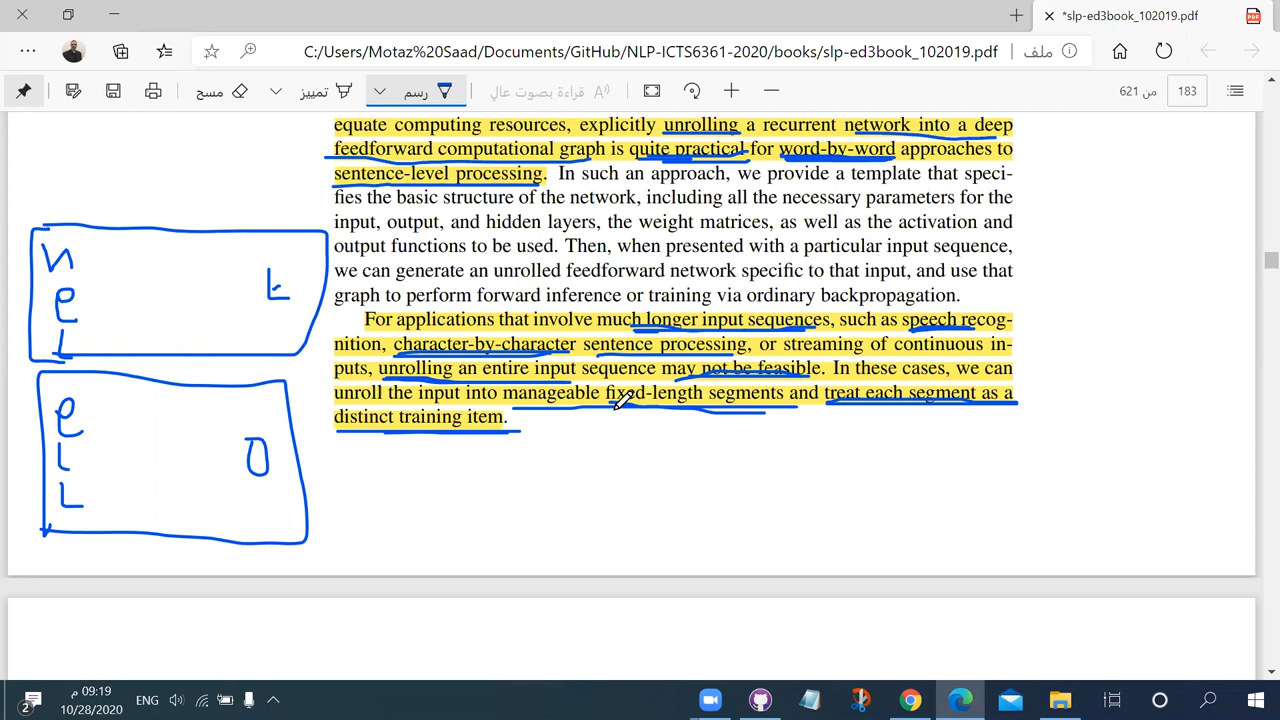 *slp-ed3book_102019.pdf
C:/Users/Motaz%20Saad/Documents/GitHub/NLP-ICTS6361-2020/books/slp-ed3book_102019.pdf | ملف
مسح تمييز رسم قراءة بصوت عالٍ 183 من 621
equate computing resources, explicitly unrolling a recurrent network into a deep
feedforward computational graph is quite practical for word-by-word approaches to
sentence-level processing. In such an approach, we provide a template that speci-
fies the basic structure of the network, including all the necessary parameters for the
input, output, and hidden layers, the weight matrices, as well as the activation and
output functions to be used. Then, when presented with a particular input sequence,
we can generate an unrolled feedforward network specific to that input, and use that
graph to perform forward inference or training via ordinary backpropagation.
For applications that involve much longer input sequences, such as speech recog-
nition, character-by-character sentence processing, or streaming of continuous in-
puts, unrolling an entire input sequence may not be feasible. In these cases, we can
unroll the input into manageable fixed-length segments and treat each segment as a
distinct training item.
e
L
e
L
L
2
ENG
09:19 م
10/28/2020